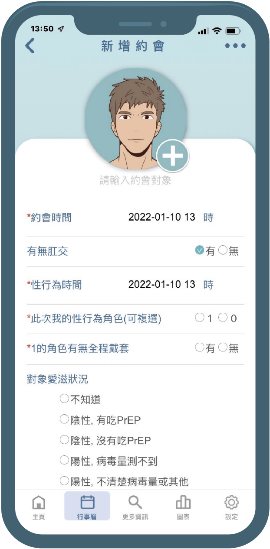 13:50
新增約會
請輸入約會對象
*約會時間 2022-01-10 13 時
有無肛交 有 無
*性行為時間 2022-01-10 13 時
*此次我的性行為角色(可複選) 1 0
*1的角色有無全程戴套 有 無
對象愛滋狀況
不知道
陰性, 有吃PrEP
陰性, 沒有吃PrEP
陽性, 病毒量測不到
陽性, 不清楚病毒量或其他
主頁 行事曆 更多資訊 圖表 設定